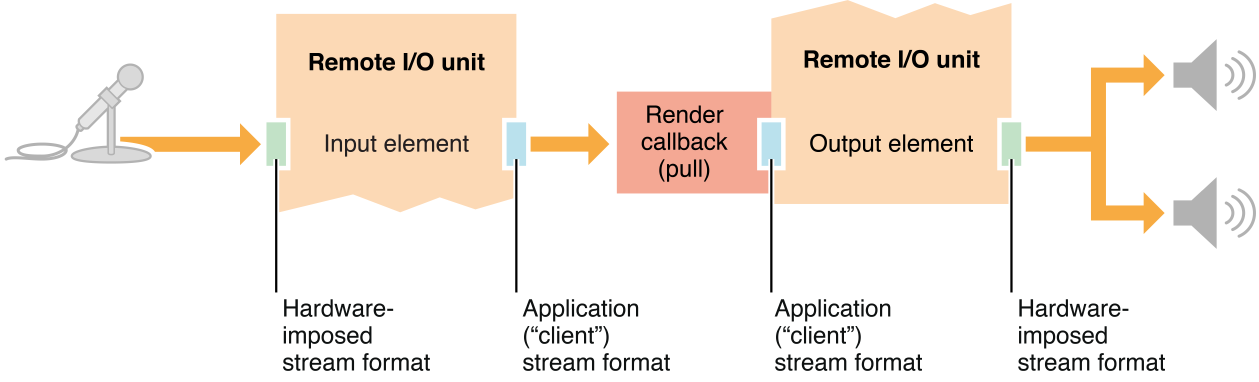 Remote I/O unit
Input element
Render
callback
(pull)
Remote I/O unit
Output element
Hardware-
imposed
stream format
Application
(“client”)
stream format
Application
(“client”)
stream format
Hardware-
imposed
stream format